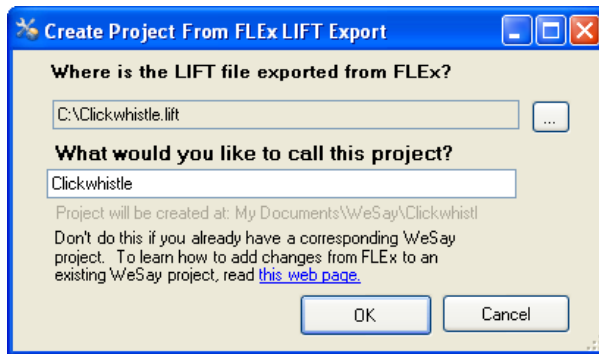 Create Project From FLEx LIFT Export
Where is the LIFT file exported from FLEx?
C:\Clickwhistle.lift
...
What would you like to call this project?
Clickwhistle
Project will be created at: My Documents\WeSay\Clickwhistl
Don't do this if you already have a corresponding WeSay
project. To learn how to add changes from FLEx to an
existing WeSay project, read this web page.
OK
Cancel